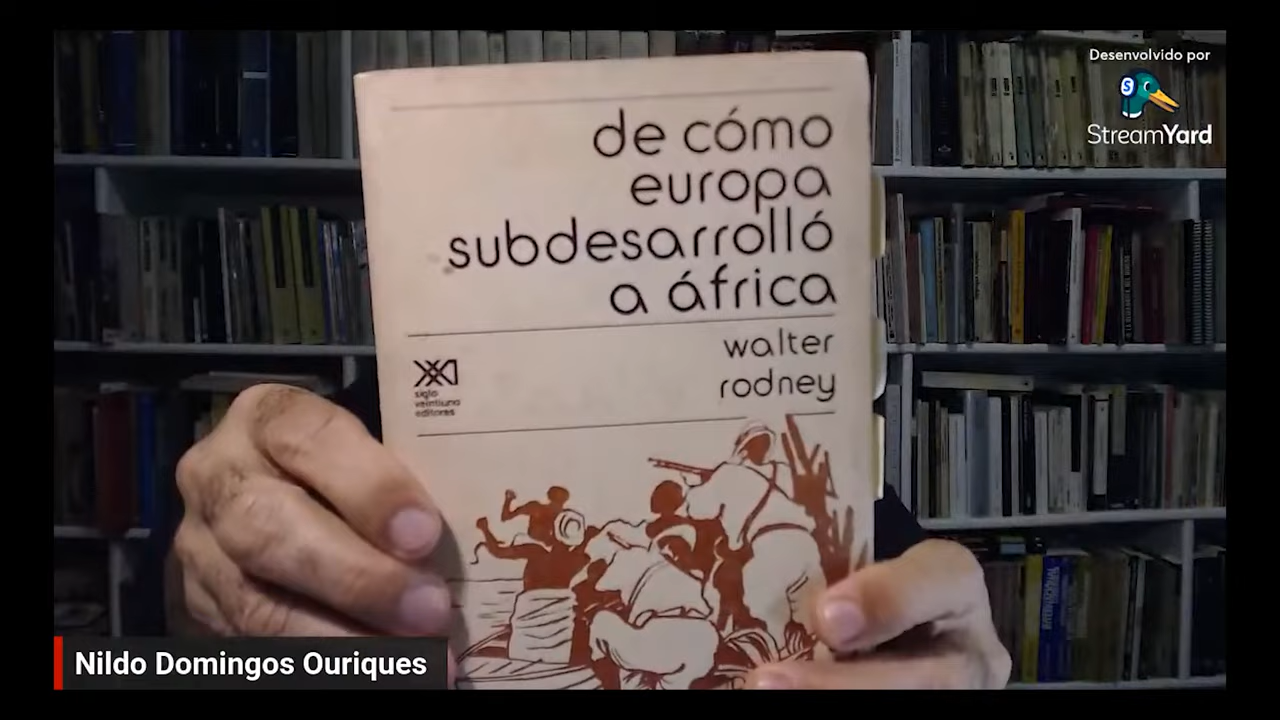 Desenvolvido por
StreamYard
de cómo
europa
subdesarrolló
a áfrica
walter
rodney
siglo
veintiuno
editores
Nildo Domingos Ouriques